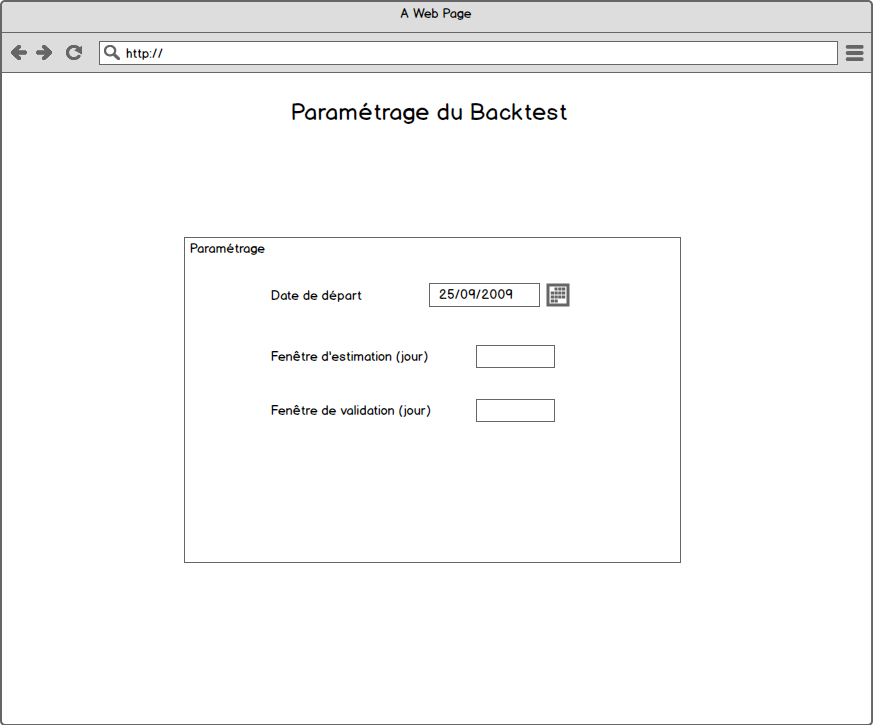 A Web Page
http://
Paramétrage du Backtest
Paramétrage
Date de départ 25/09/2009
Fenêtre d'estimation (jour)
Fenêtre de validation (jour)